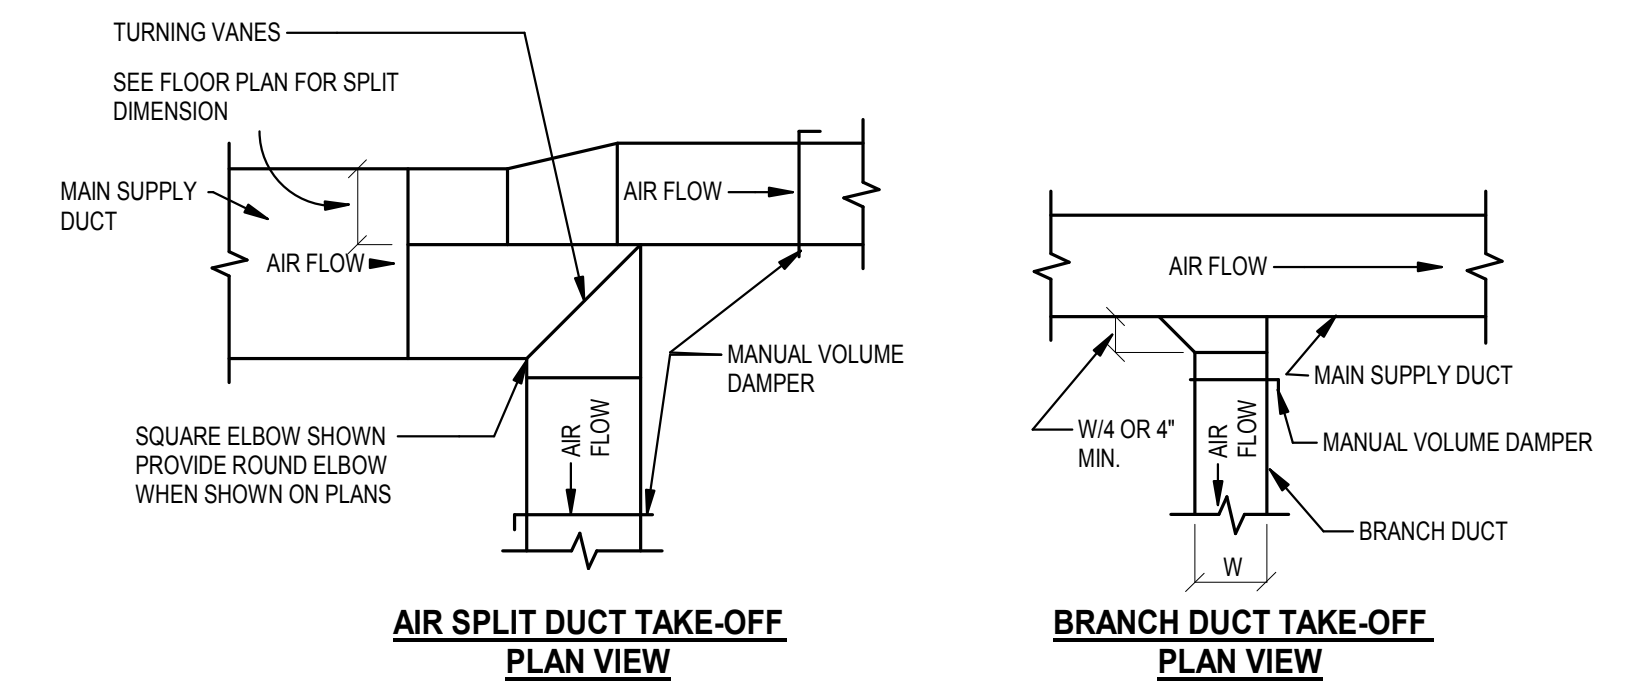 TURNING VANES
SEE FLOOR PLAN FOR SPLIT
DIMENSION
MAIN SUPPLY
DUCT
AIR FLOW
AIR FLOW
MANUAL VOLUME
DAMPER
SQUARE ELBOW SHOWN
PROVIDE ROUND ELBOW
WHEN SHOWN ON PLANS
AIR
FLOW
AIR SPLIT DUCT TAKE-OFF
PLAN VIEW
AIR FLOW
MAIN SUPPLY DUCT
W/4 OR 4"
MIN.
AIR
FLOW
MANUAL VOLUME DAMPER
BRANCH DUCT
W
BRANCH DUCT TAKE-OFF
PLAN VIEW